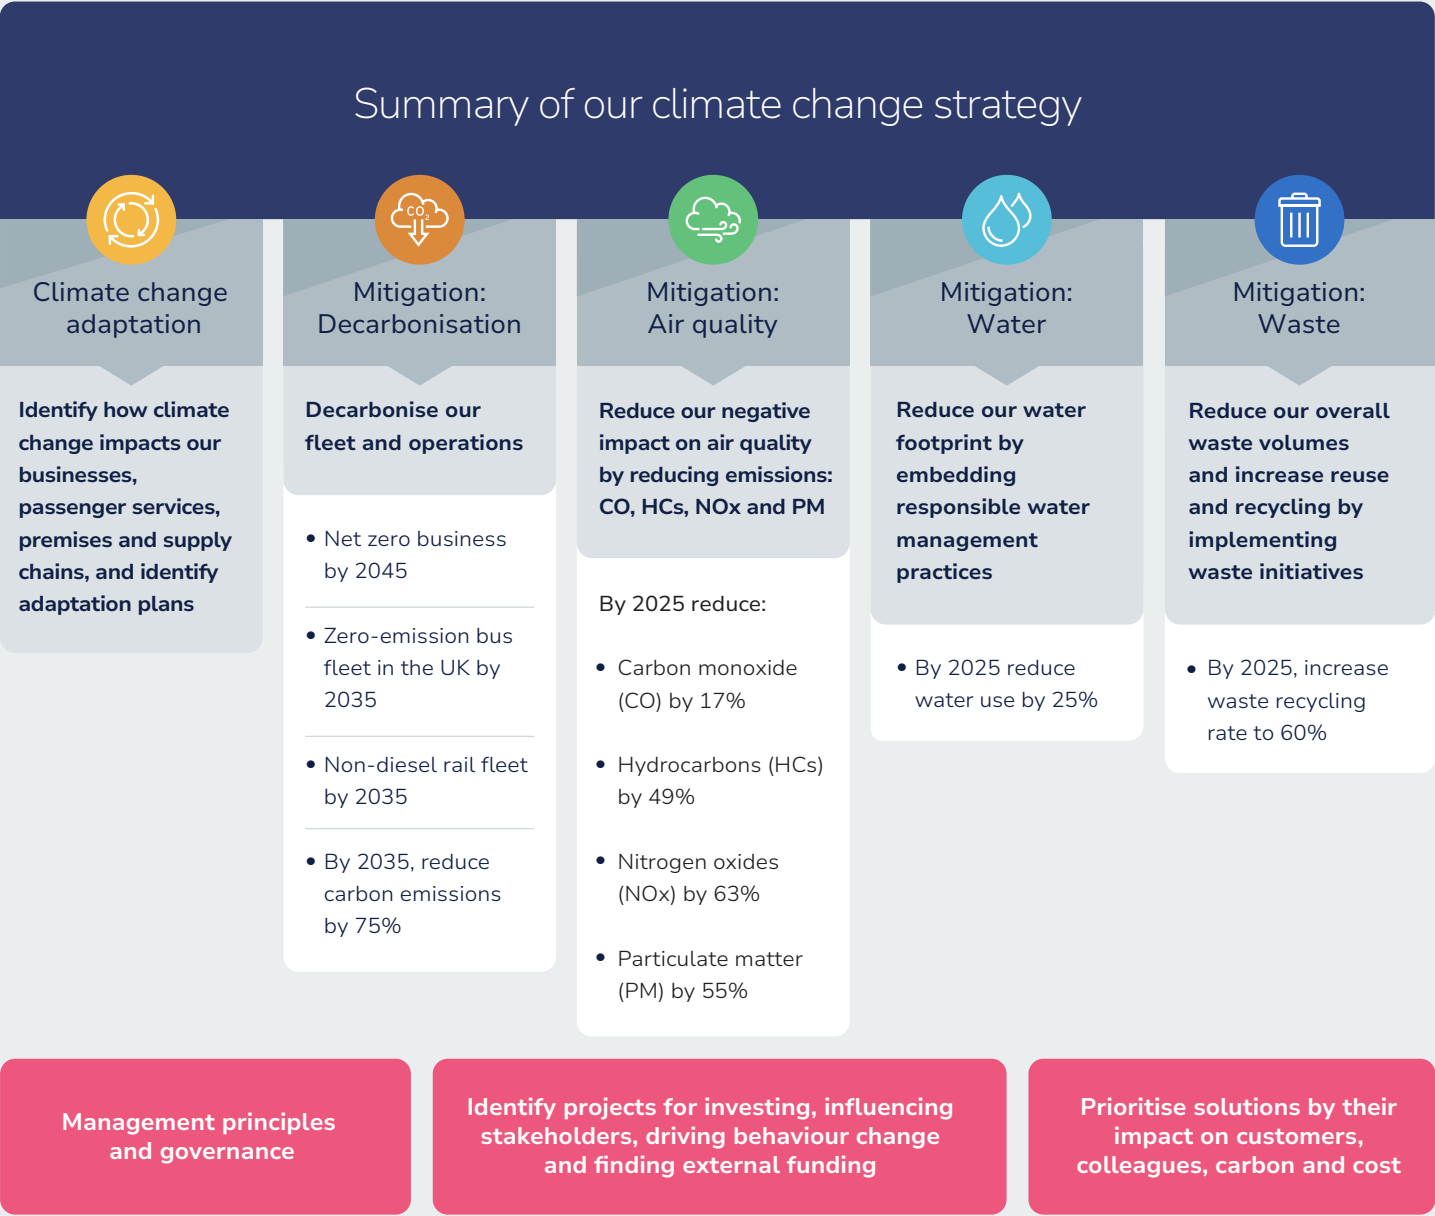 Summary of our climate change strategy
Climate change
adaptation
Identify how climate
change impacts our
businesses,
passenger services,
premises and supply
chains, and identify
adaptation plans
CO₂
Mitigation:
Decarbonisation
Decarbonise our
fleet and operations
• Net zero business
by 2045
• Zero-emission bus
fleet in the UK by
2035
• Non-diesel rail fleet
by 2035
• By 2035, reduce
carbon emissions
by 75%
Mitigation:
Air quality
Reduce our negative
impact on air quality
by reducing emissions:
CO, HCs, NOx and PM
By 2025 reduce:
• Carbon monoxide
(CO) by 17%
• Hydrocarbons (HCs)
by 49%
• Nitrogen oxides
(NOx) by 63%
• Particulate matter
(PM) by 55%
Mitigation:
Water
Reduce our water
footprint by
embedding
responsible water
management
practices
• By 2025 reduce
water use by 25%
Mitigation:
Waste
Reduce our overall
waste volumes
and increase reuse
and recycling by
implementing
waste initiatives
• By 2025, increase
waste recycling
rate to 60%
Management principles
and governance
Identify projects for investing, influencing
stakeholders, driving behaviour change
and finding external funding
Prioritise solutions by their
impact on customers,
colleagues, carbon and cost